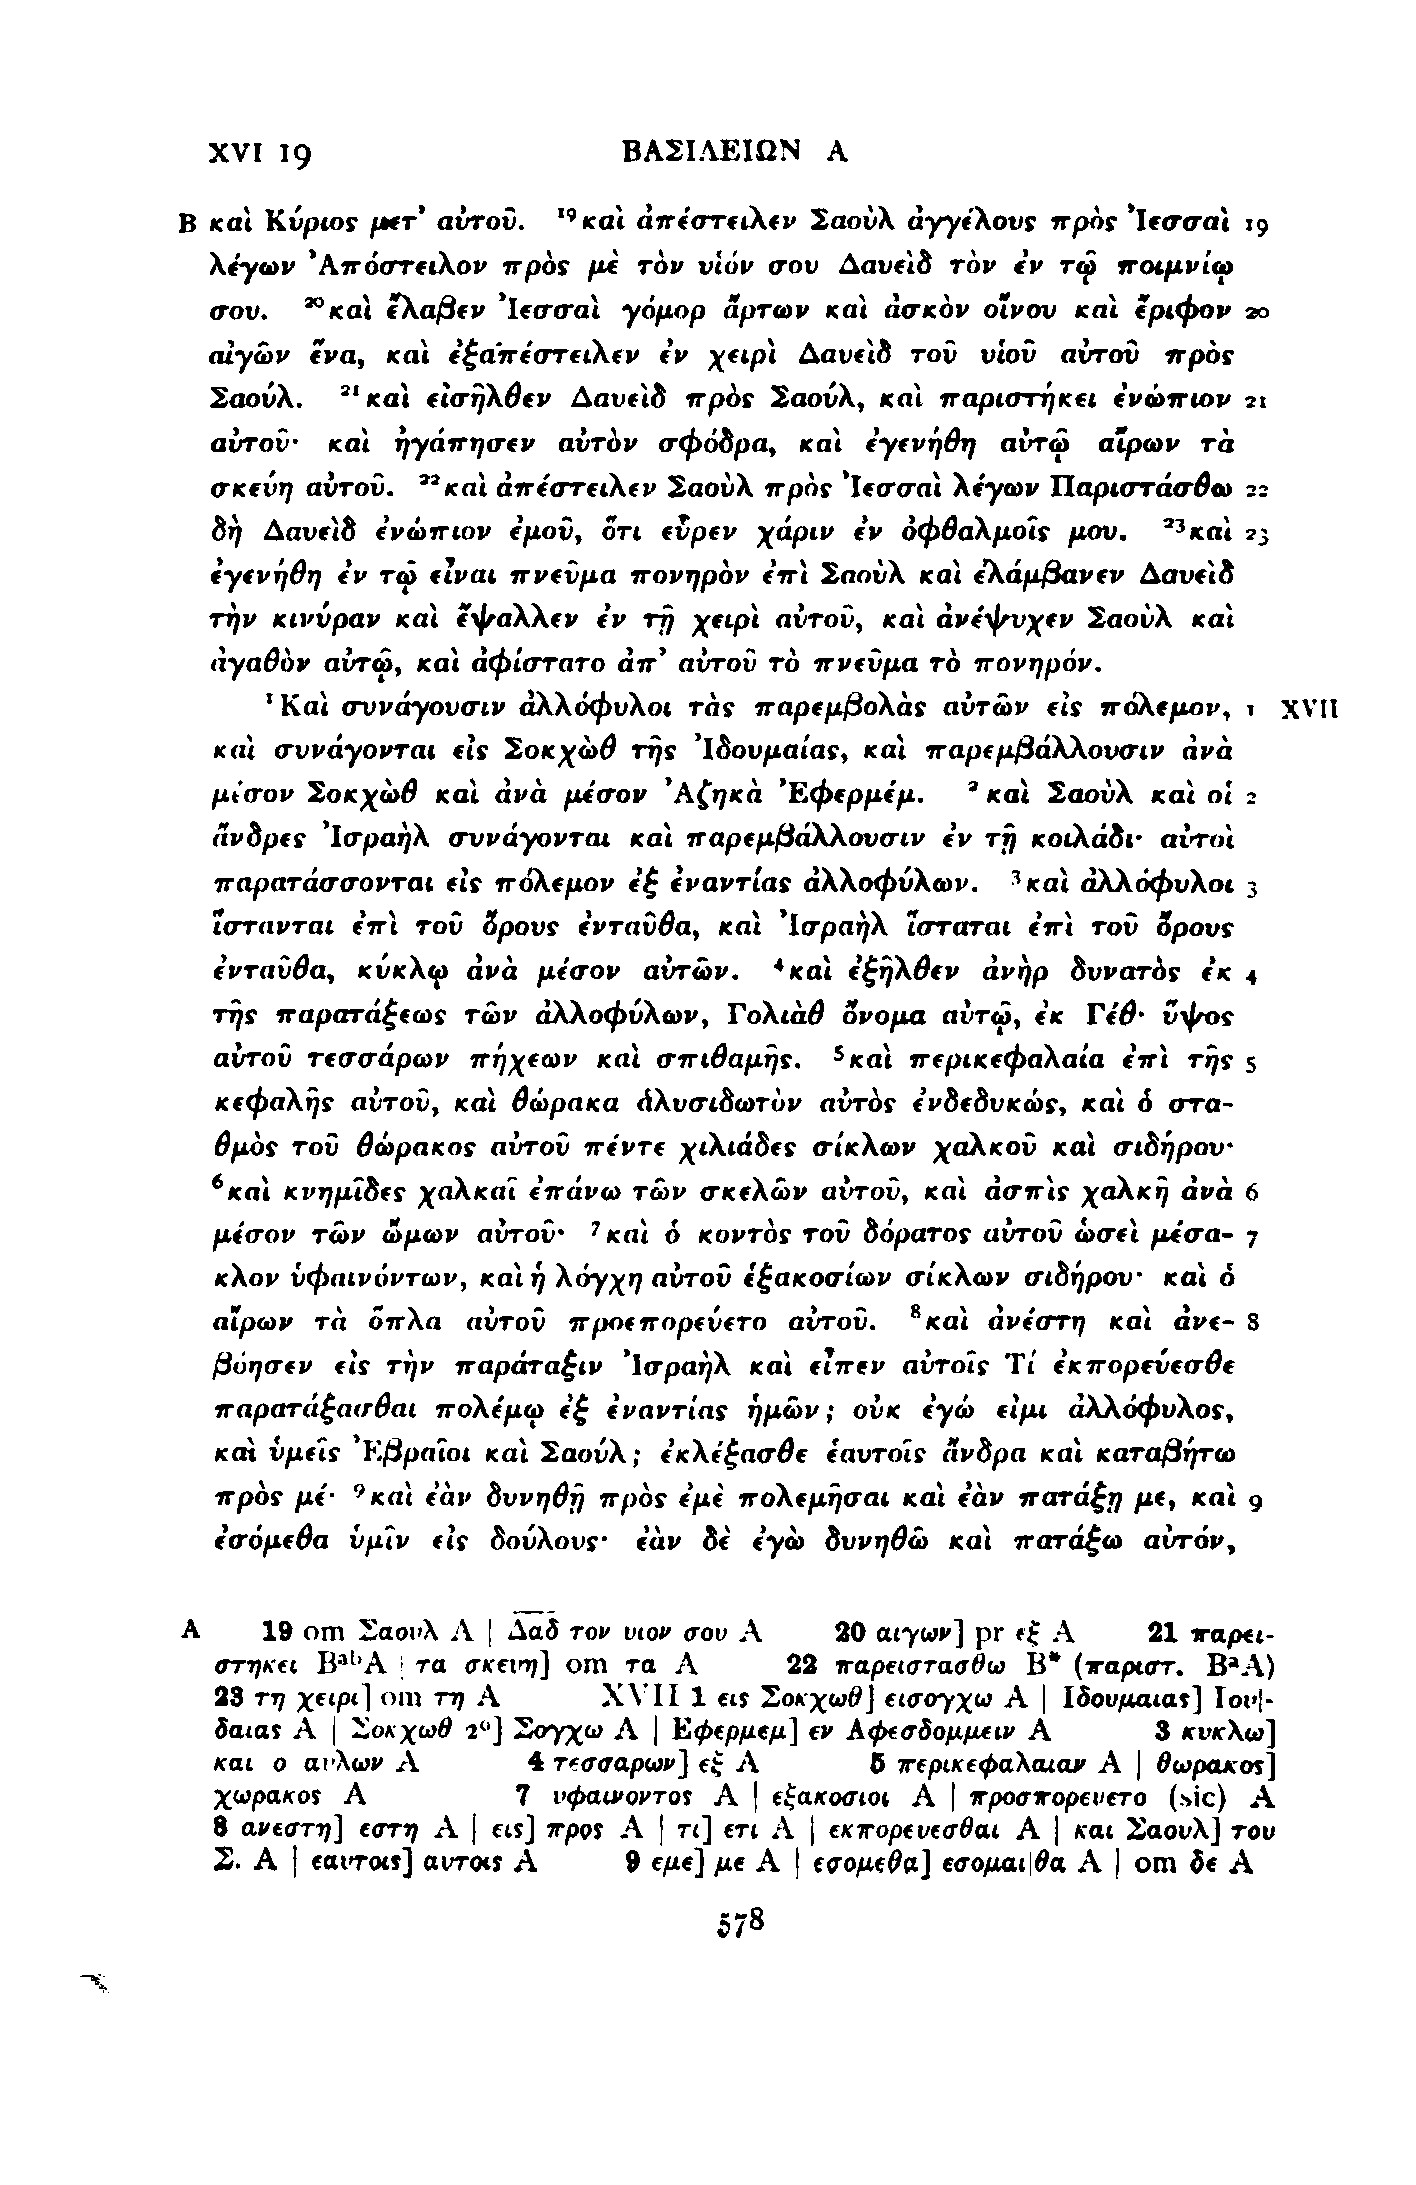 XVI 19 ΒΑΣΙΛΕΙΩΝ Α
B καὶ Κύριος μετ’ αὐτοῦ. ¹⁹καὶ ἀπέστειλεν Σαοὺλ ἀγγέλους πρὸς Ἰεσσαὶ 19
λέγων Ἀπόστειλον πρὸς μὲ τὸν υἱόν σου Δαυεὶδ τὸν ἐν τῷ ποιμνίῳ
σου. ²⁰καὶ ἔλαβεν Ἰεσσαὶ γόμορ ἄρτων καὶ ἀσκὸν οἴνου καὶ ἔριφον 20
αἰγῶν ἕνα, καὶ ἐξαπέστειλεν ἐν χειρὶ Δαυεὶδ τοῦ υἱοῦ αὐτοῦ πρὸς
Σαούλ. ²¹καὶ εἰσῆλθεν Δαυεὶδ πρὸς Σαούλ, καὶ παριστήκει ἐνώπιον 21
αὐτοῦ· καὶ ἠγάπησεν αὐτὸν σφόδρα, καὶ ἐγενήθη αὐτῷ αἴρων τὰ
σκεύη αὐτοῦ. ²²καὶ ἀπέστειλεν Σαοὺλ πρὸς Ἰεσσαὶ λέγων Παριστάσθω 22
δὴ Δαυεὶδ ἐνώπιον ἐμοῦ, ὅτι εὗρεν χάριν ἐν ὀφθαλμοῖς μου. ²³καὶ 23
ἐγενήθη ἐν τῷ εἶναι πνεῦμα πονηρὸν ἐπὶ Σαοὺλ καὶ ἐλάμβανεν Δαυεὶδ
τὴν κινύραν καὶ ἔψαλλεν ἐν τῇ χειρὶ αὐτοῦ, καὶ ἀνέψυχεν Σαοὺλ καὶ
ἀγαθὸν αὐτῷ, καὶ ἀφίστατο ἀπ’ αὐτοῦ τὸ πνεῦμα τὸ πονηρόν.
¹Καὶ συνάγουσιν ἀλλόφυλοι τὰς παρεμβολὰς αὐτῶν εἰς πόλεμον, 1 XVII
καὶ συνάγονται εἰς Σοκχὼθ τῆς Ἰδουμαίας, καὶ παρεμβάλλουσιν ἀνὰ
μέσον Σοκχὼθ καὶ ἀνὰ μέσον Ἀζηκὰ Ἐφερμέμ. ²καὶ Σαοὺλ καὶ οἱ 2
ἄνδρες Ἰσραὴλ συνάγονται καὶ παρεμβάλλουσιν ἐν τῇ κοιλάδι· αὐτοὶ
παρατάσσονται εἰς πόλεμον ἐξ ἐναντίας ἀλλοφύλων. ³καὶ ἀλλόφυλοι 3
ἵστανται ἐπὶ τοῦ ὄρους ἐνταῦθα, καὶ Ἰσραὴλ ἵσταται ἐπὶ τοῦ ὄρους
ἐνταῦθα, κύκλῳ ἀνὰ μέσον αὐτῶν. ⁴καὶ ἐξῆλθεν ἀνὴρ δυνατὸς ἐκ 4
τῆς παρατάξεως τῶν ἀλλοφύλων, Γολιὰθ ὄνομα αὐτῷ, ἐκ Γέθ· ὕψος
αὐτοῦ τεσσάρων πήχεων καὶ σπιθαμῆς. ⁵καὶ περικεφαλαία ἐπὶ τῆς 5
κεφαλῆς αὐτοῦ, καὶ θώρακα ἁλυσιδωτὸν αὐτὸς ἐνδεδυκώς, καὶ ὁ στα-
θμὸς τοῦ θώρακος αὐτοῦ πέντε χιλιάδες σίκλων χαλκοῦ καὶ σιδήρου·
⁶καὶ κνημῖδες χαλκαῖ ἐπάνω τῶν σκελῶν αὐτοῦ, καὶ ἀσπὶς χαλκῆ ἀνὰ 6
μέσον τῶν ὤμων αὐτοῦ· ⁷καὶ ὁ κοντὸς τοῦ δόρατος αὐτοῦ ὡσεὶ μέσα- 7
κλον ὑφαινόντων, καὶ ἡ λόγχη αὐτοῦ ἑξακοσίων σίκλων σιδήρου· καὶ ὁ
αἴρων τὰ ὅπλα αὐτοῦ προεπορεύετο αὐτοῦ. ⁸καὶ ἀνέστη καὶ ἀνε- 8
βόησεν εἰς τὴν παράταξιν Ἰσραὴλ καὶ εἶπεν αὐτοῖς Τί ἐκπορεύεσθε
παρατάξασθαι πολέμῳ ἐξ ἐναντίας ἡμῶν; οὐκ ἐγώ εἰμι ἀλλόφυλος,
καὶ ὑμεῖς Ἐβραῖοι καὶ Σαούλ; ἐκλέξασθε ἑαυτοῖς ἄνδρα καὶ καταβήτω
πρὸς μέ· ⁹καὶ ἐὰν δυνηθῇ πρὸς ἐμὲ πολεμῆσαι καὶ ἐὰν πατάξῃ με, καὶ 9
ἐσόμεθα ὑμῖν εἰς δούλους· ἐὰν δὲ ἐγὼ δυνηθῶ καὶ πατάξω αὐτόν,
A 19 om Σαουλ A | Δ̅α̅δ̅ τον υιον σου A 20 αιγων] pr εξ A 21 παρει-
στηκει BᵃᵇA | τα σκευη] om τα A 22 παρειστασθω B* (παριστ. BᵃA)
23 τη χειρι] om τη A XVII 1 εις Σοκχωθ] εισογχω A | Ιδουμαιας] Ιου|-
δαιας A | Σοκχωθ 2°] Σογχω A | Εφερμεμ] εν Αφεσδομμειν A 3 κυκλω]
και ο αυλων A 4 τεσσαρων] εξ A 5 περικεφαλαιαν A | θωρακος]
χωρακος A 7 υφαινοντος A | εξακοσιοι A | προσπορευετο (sic) A
8 ανεστη] εστη A | εις] προς A | τι] ετι A | εκπορευεσθαι A | και Σαουλ] του
Σ. A | εαυτοις] αυτοις A 9 εμε] με A | εσομεθα] εσομαι|θα A | om δε A
578